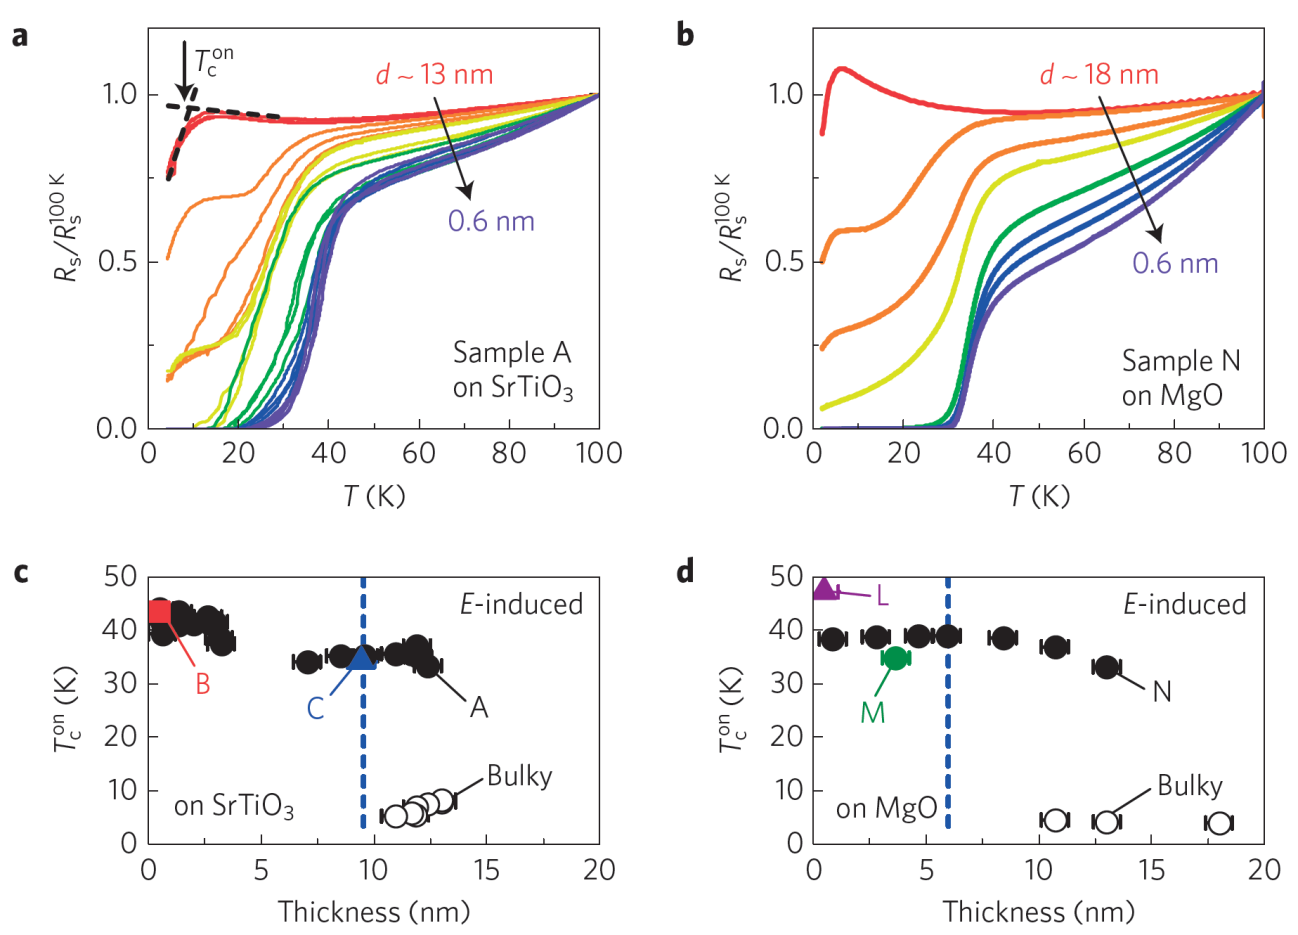 a
T_c^on
d ~ 13 nm
0.6 nm
Sample A
on SrTiO₃
1.0
0.5
0.0
R_s/R_s^100 K
0
20
40
60
80
100
T (K)
b
d ~ 18 nm
0.6 nm
Sample N
on MgO
1.0
0.5
0.0
R_s/R_s^100 K
0
20
40
60
80
100
T (K)
c
E-induced
B
C
A
Bulky
on SrTiO₃
50
40
30
20
10
0
T_c^on (K)
0
5
10
15
20
Thickness (nm)
d
E-induced
L
M
N
Bulky
on MgO
50
40
30
20
10
0
T_c^on (K)
0
5
10
15
20
Thickness (nm)